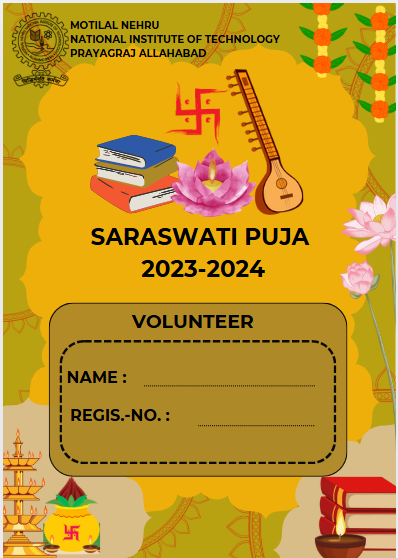 MOTILAL NEHRU
NATIONAL INSTITUTE OF TECHNOLOGY
PRAYAGRAJ ALLAHABAD
SARASWATI PUJA
2023-2024
VOLUNTEER
NAME :
REGIS.-NO. :